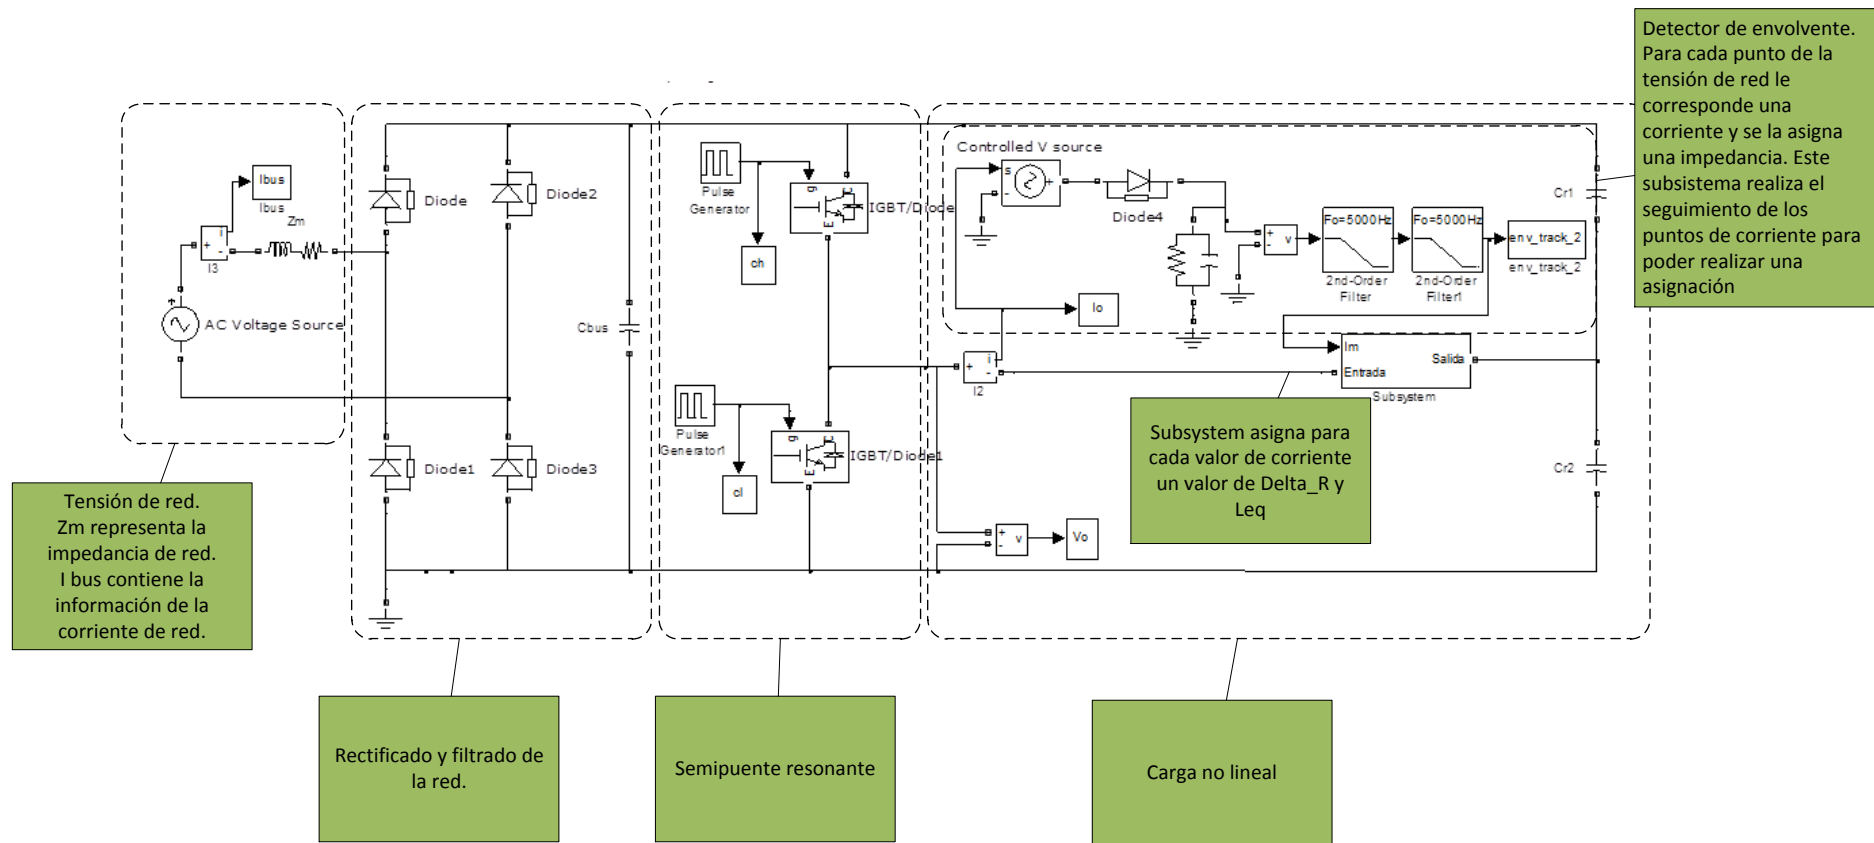 Detector de envolvente.
Para cada punto de la
tensión de red le
corresponde una
corriente y se la asigna
una impedancia. Este
subsistema realiza el
seguimiento de los
puntos de corriente para
poder realizar una
asignación
Ibus
Ibus
Zm
i
+
-
I3
+
AC Voltage Source
Diode
Diode2
Diode1
Diode3
Cbus
Pulse
Generator
g
C
E
IGBT/Diode
ch
Pulse
Generator1
g
C
E
IGBT/Diode1
cl
Controlled V source
s
-
+
Diode4
+
-
v
Fo=5000Hz
2nd-Order
Filter
Fo=5000Hz
2nd-Order
Filter1
env_track_2
env_track_2
Cr1
Io
+
i
-
I2
Im
Entrada
Salida
Subsystem
Cr2
+
-
v
Vo
Subsystem asigna para
cada valor de corriente
un valor de Delta_R y
Leq
Tensión de red.
Zm representa la
impedancia de red.
I bus contiene la
información de la
corriente de red.
Rectificado y filtrado de
la red.
Semipuente resonante
Carga no lineal